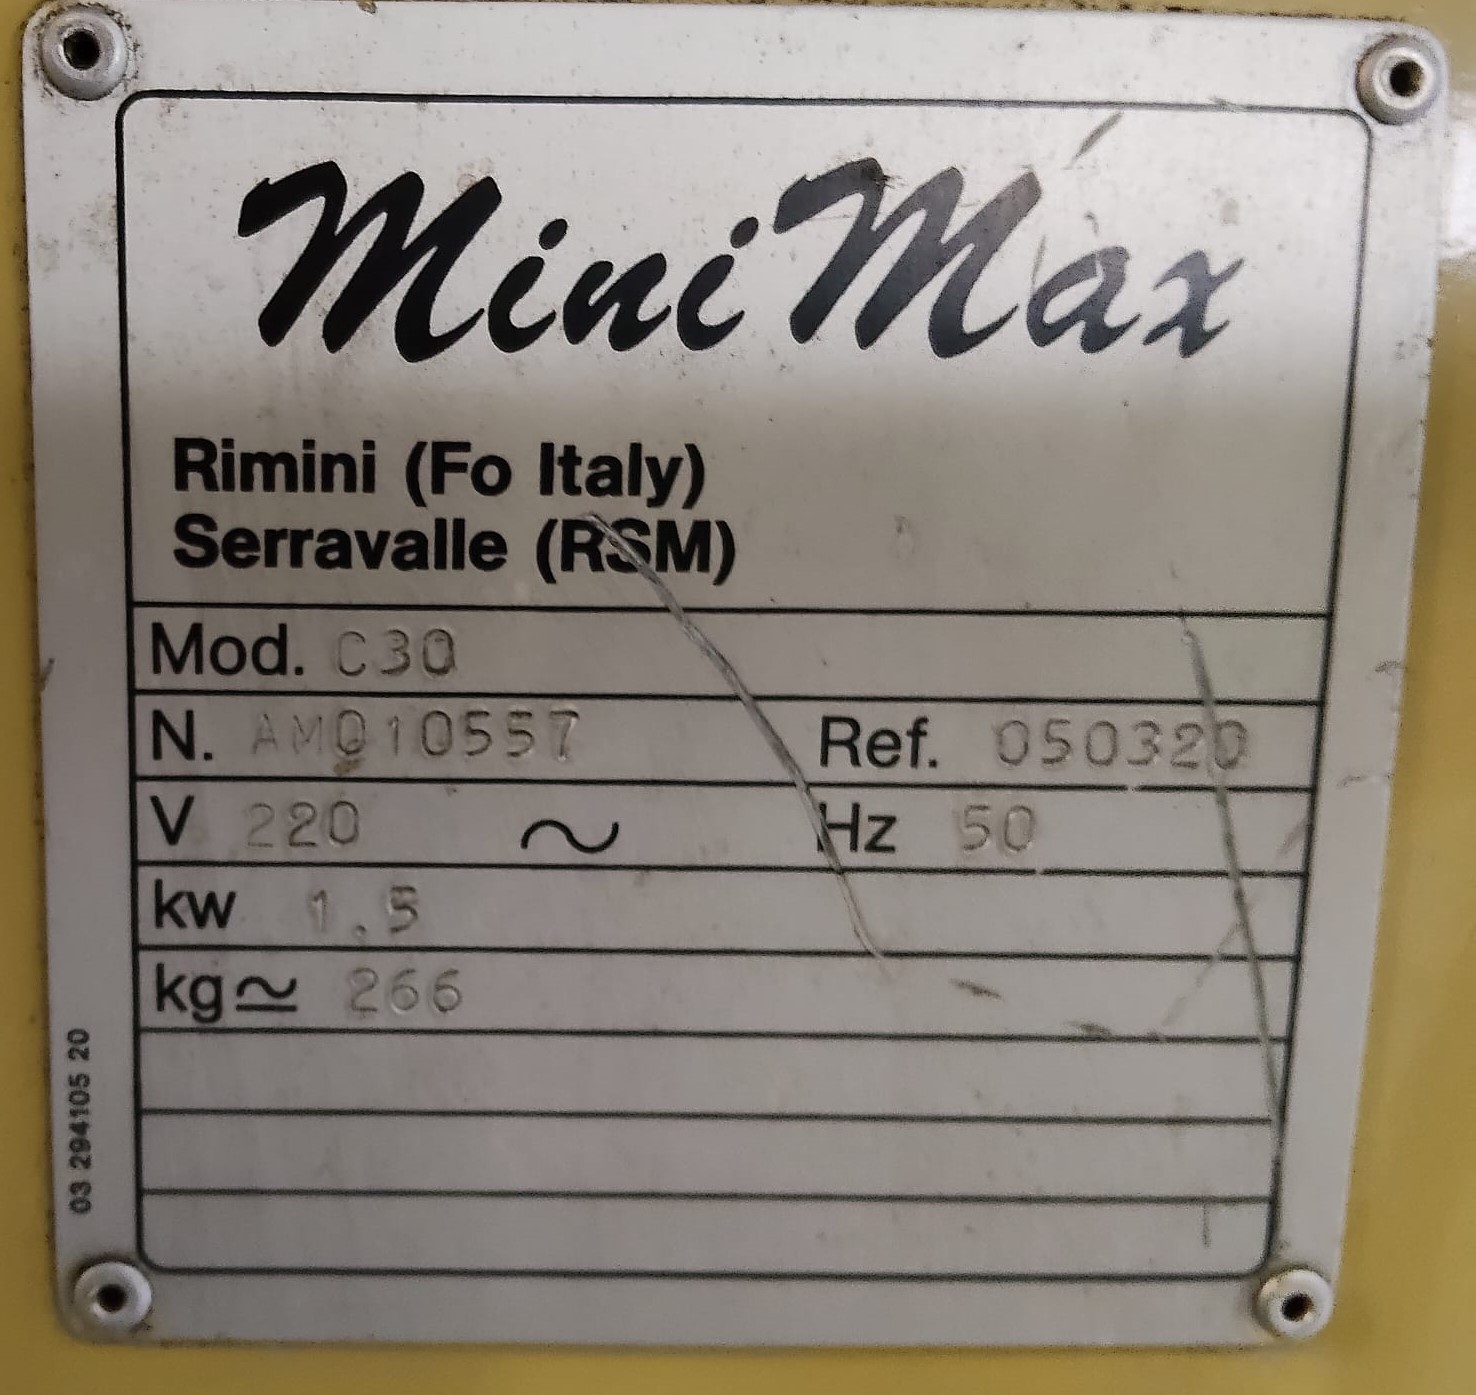 MiniMax
Rimini (Fo Italy)
Serravalle (RSM)
Mod. C30
N. AM010557 Ref. 050320
V 220 ~ Hz 50
kw 1.5
kg≃ 266
03 294105 20